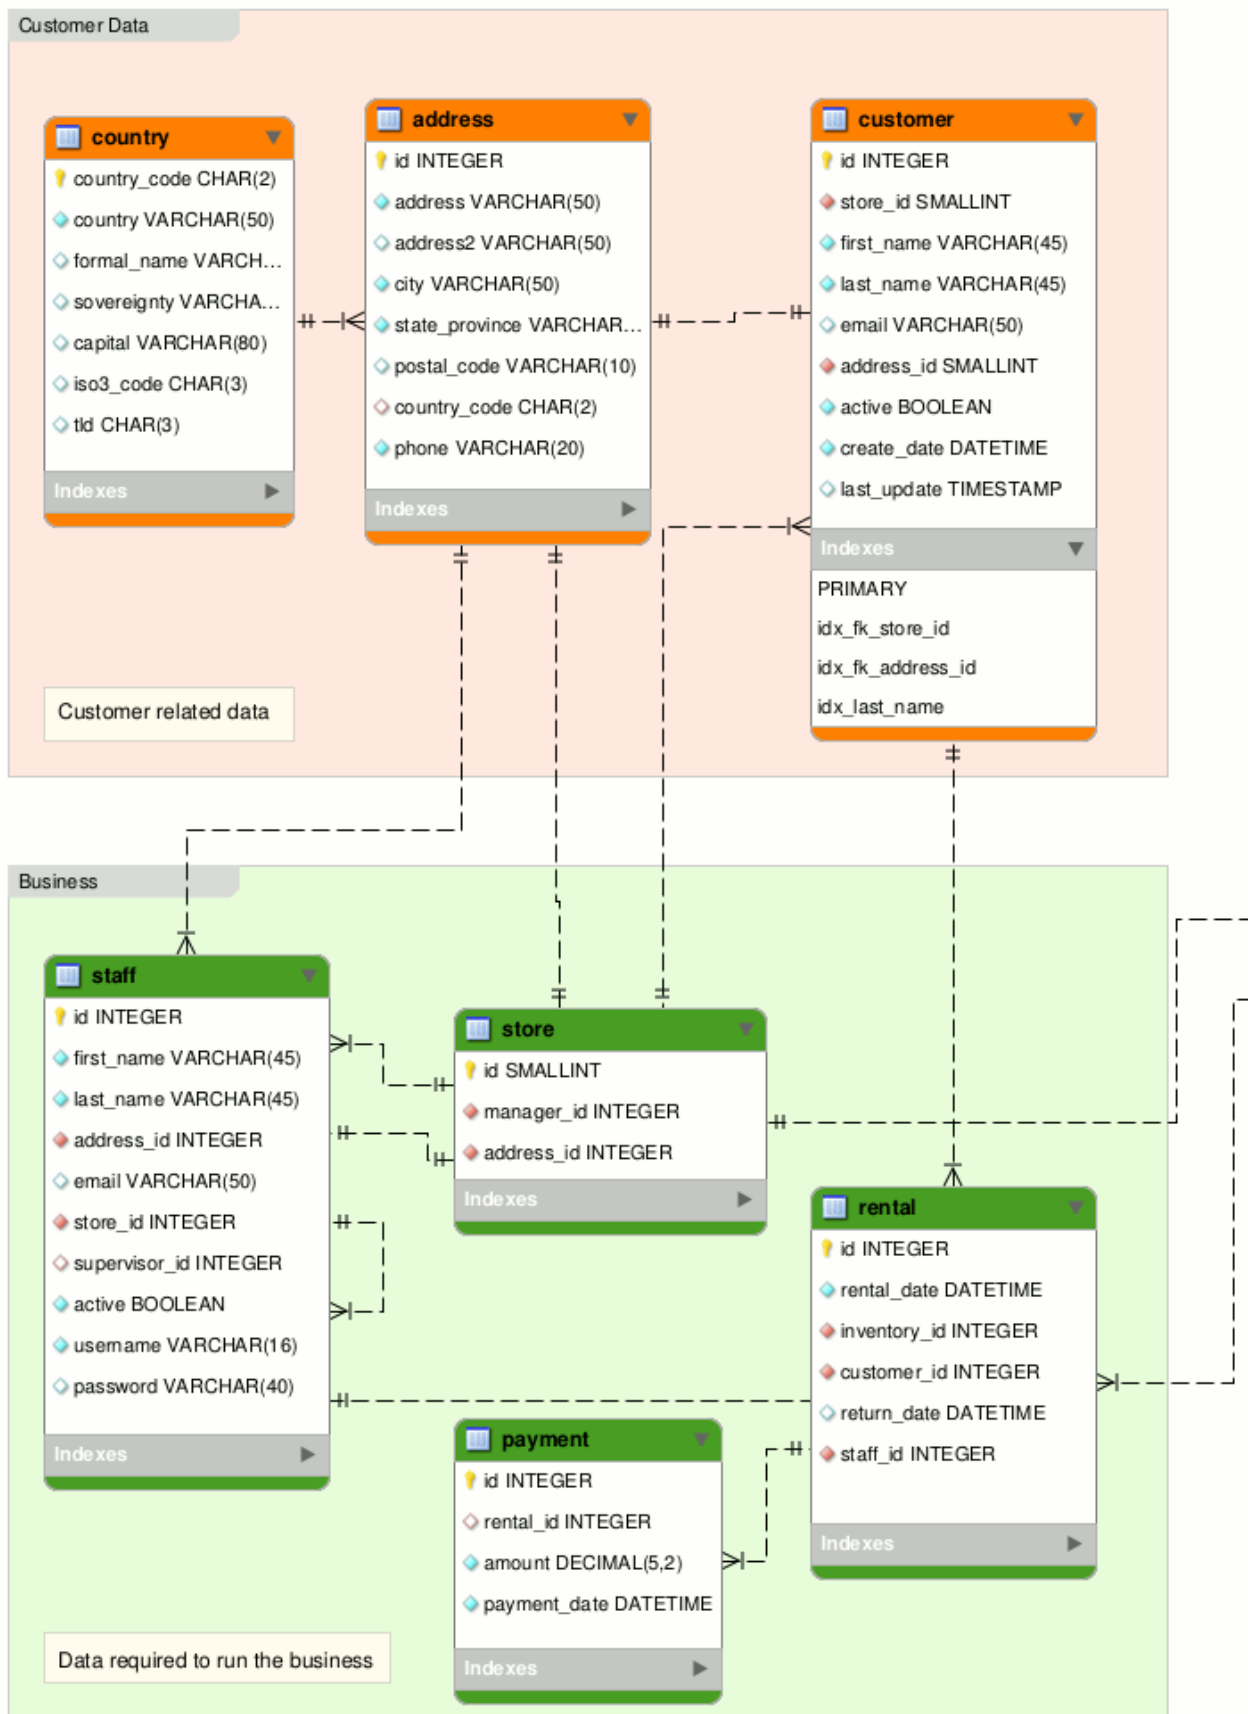 Customer Data
country
country_code CHAR(2)
country VARCHAR(50)
formal_name VARCH...
sovereignty VARCHA...
capital VARCHAR(80)
iso3_code CHAR(3)
tld CHAR(3)
Indexes
address
id INTEGER
address VARCHAR(50)
address2 VARCHAR(50)
city VARCHAR(50)
state_province VARCHAR...
postal_code VARCHAR(10)
country_code CHAR(2)
phone VARCHAR(20)
Indexes
customer
id INTEGER
store_id SMALLINT
first_name VARCHAR(45)
last_name VARCHAR(45)
email VARCHAR(50)
address_id SMALLINT
active BOOLEAN
create_date DATETIME
last_update TIMESTAMP
Indexes
PRIMARY
idx_fk_store_id
idx_fk_address_id
idx_last_name
Customer related data
Business
staff
id INTEGER
first_name VARCHAR(45)
last_name VARCHAR(45)
address_id INTEGER
email VARCHAR(50)
store_id INTEGER
supervisor_id INTEGER
active BOOLEAN
username VARCHAR(16)
password VARCHAR(40)
Indexes
store
id SMALLINT
manager_id INTEGER
address_id INTEGER
Indexes
rental
id INTEGER
rental_date DATETIME
inventory_id INTEGER
customer_id INTEGER
return_date DATETIME
staff_id INTEGER
Indexes
payment
id INTEGER
rental_id INTEGER
amount DECIMAL(5,2)
payment_date DATETIME
Indexes
Data required to run the business